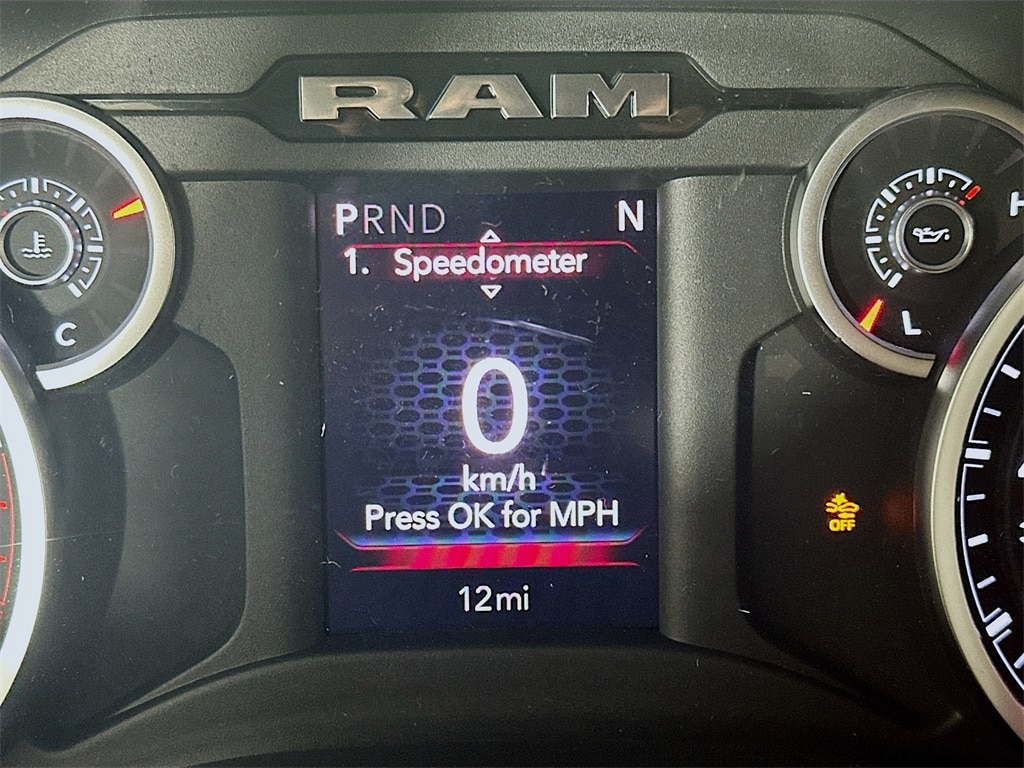 RAM
PRND N
1. Speedometer
0
km/h
Press OK for MPH
12mi
C
H
L
OFF